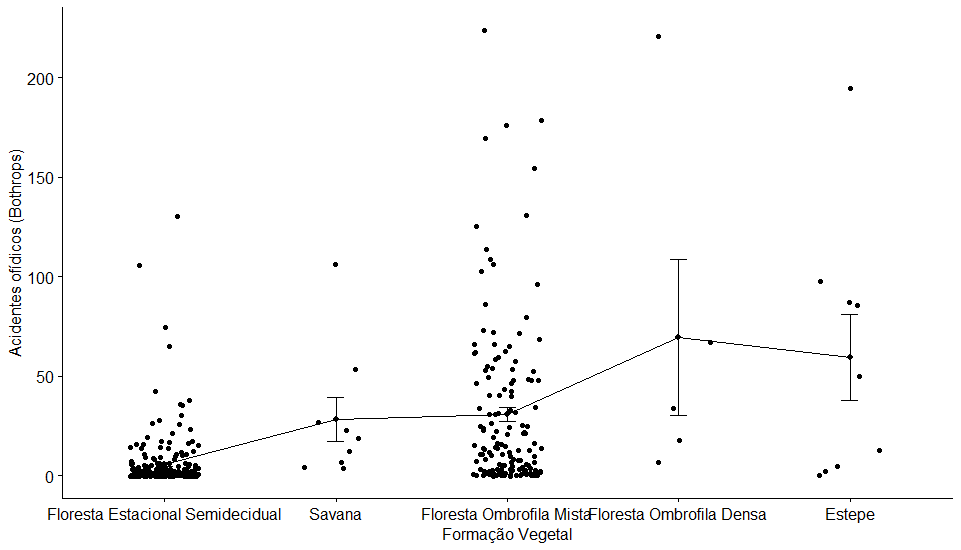 Acidentes ofídicos (Bothrops)
200
150
100
50
0
Floresta Estacional Semidecidual Savana Floresta Ombrofila Mista Floresta Ombrofila Densa Estepe
Formação Vegetal